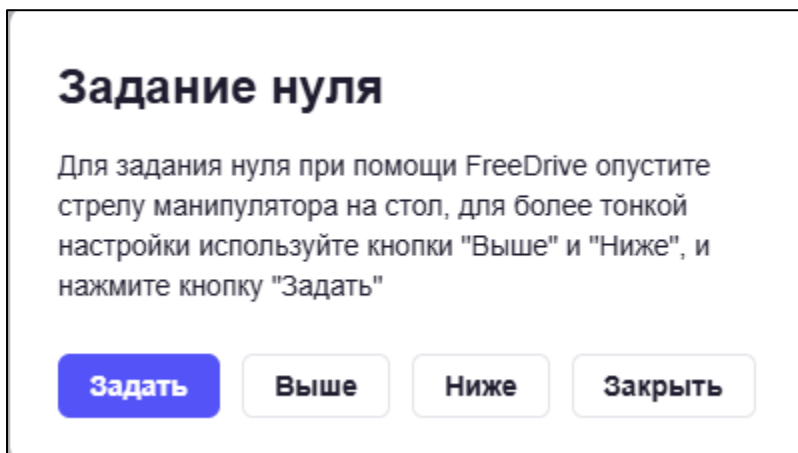 Задание нуля
Для задания нуля при помощи FreeDrive опустите
стрелу манипулятора на стол, для более тонкой
настройки используйте кнопки "Выше" и "Ниже", и
нажмите кнопку "Задать"
Задать Выше Ниже Закрыть